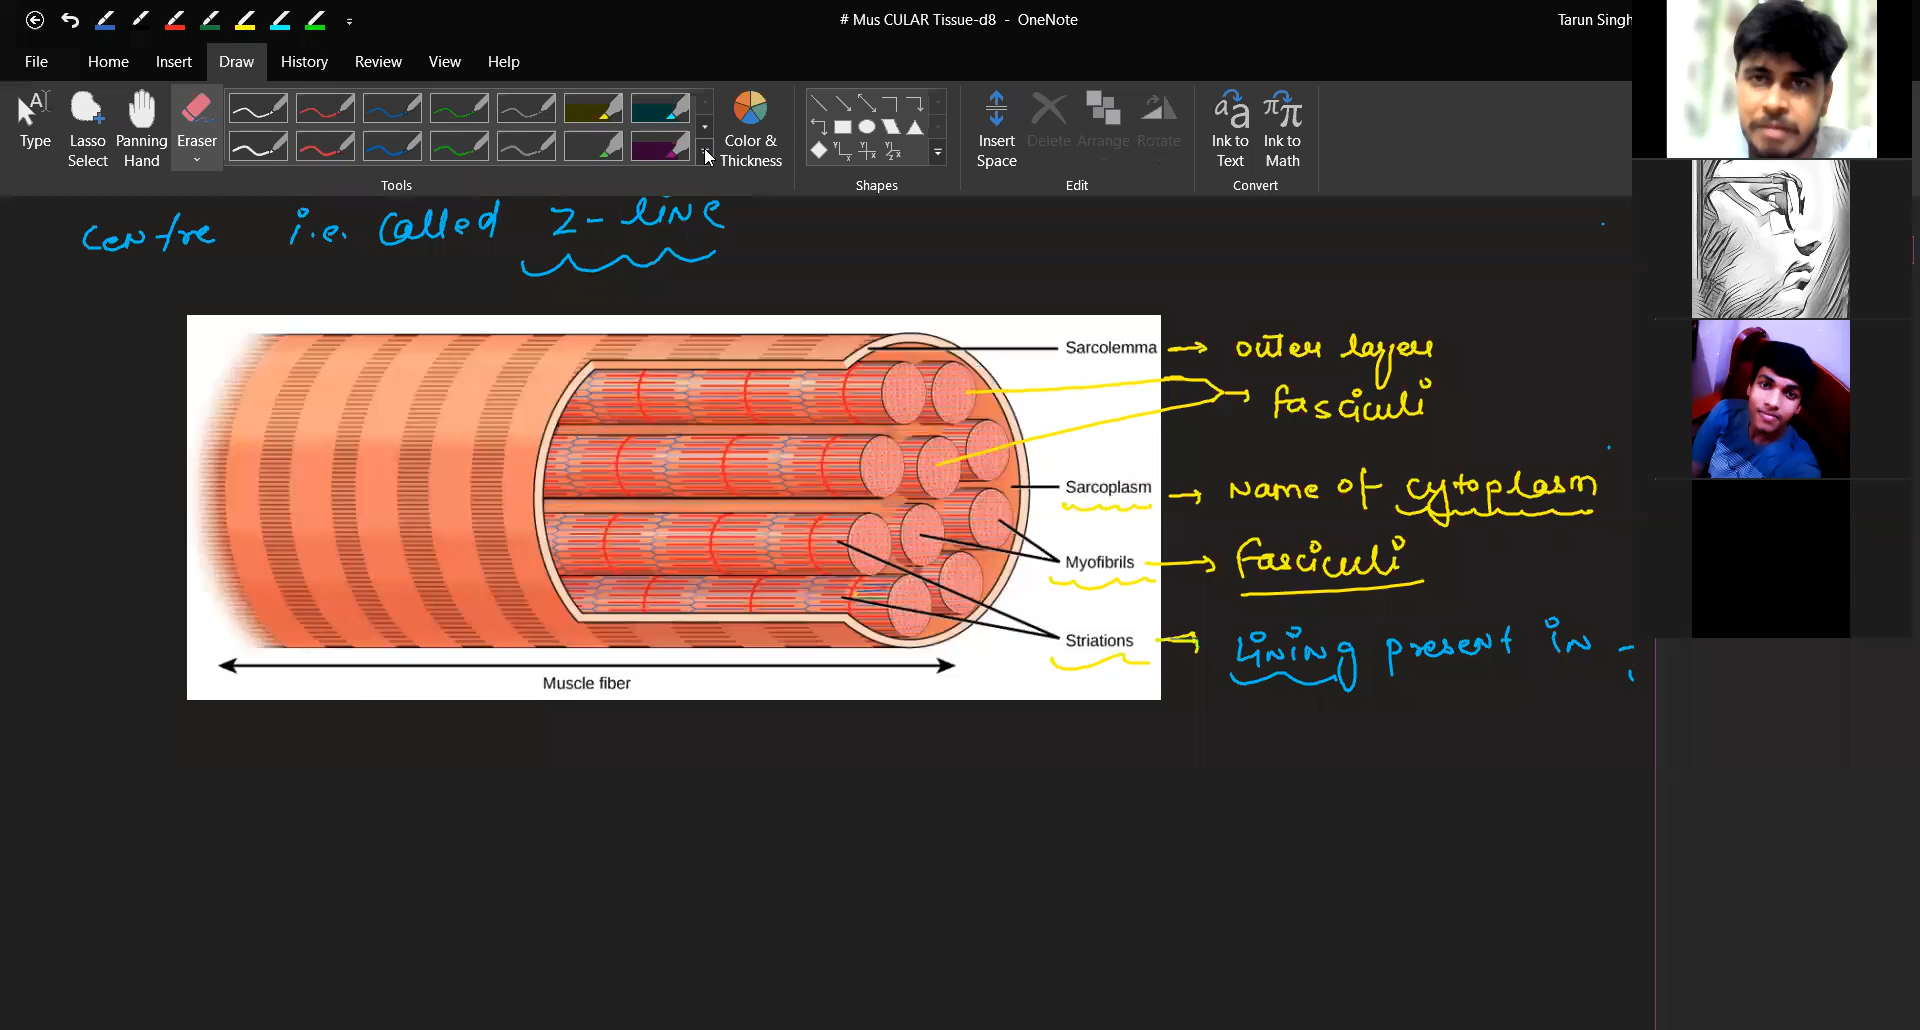 # Mus CULAR Tissue-d8 - OneNote
Tarun Singh
File Home Insert Draw History Review View Help
Type
Lasso Select
Panning Hand
Eraser
Color & Thickness
Insert Space
Delete
Arrange
Rotate
Ink to Text
Ink to Math
Tools
Shapes
Edit
Convert
centre i.e. called Z-line
Sarcolemma → outer layer
fasciculi
Sarcoplasm → Name of cytoplasm
Myofibrils → fasciculi
Striations → Lining present in
Muscle fiber